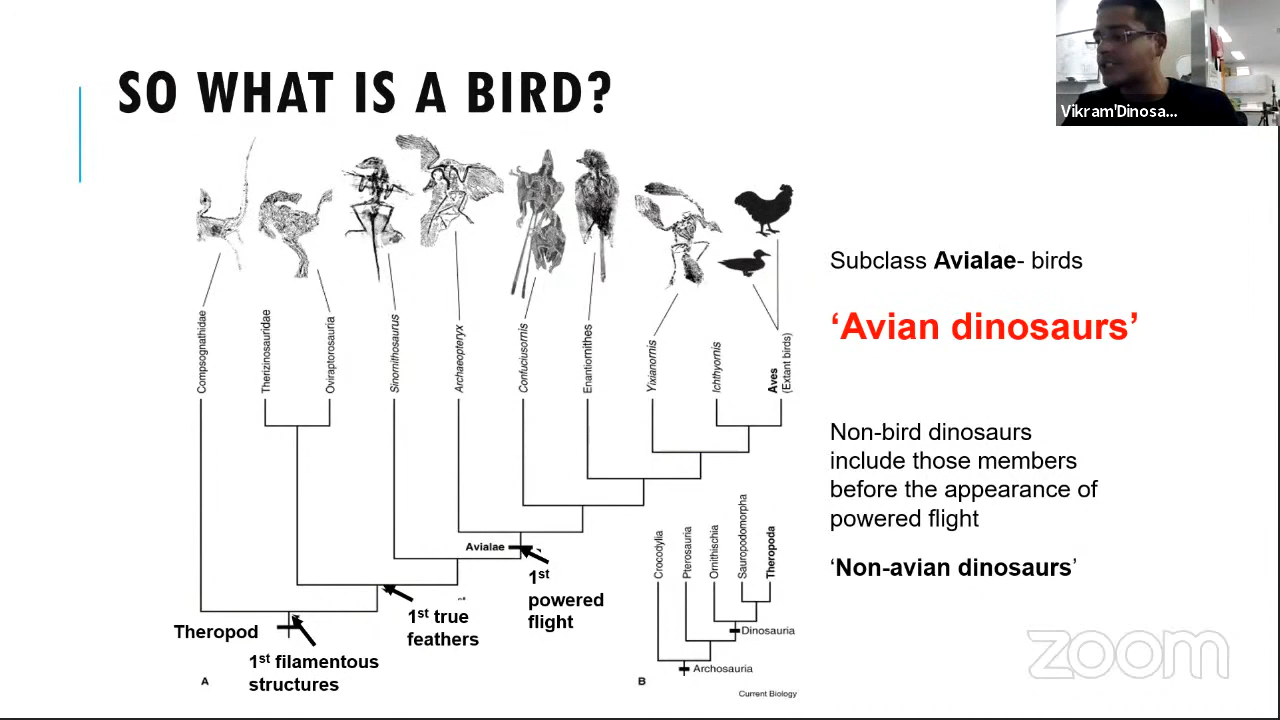 SO WHAT IS A BIRD?
Vikram'Dinosa...
Compsognathidae
Therizinosauridae
Oviraptorosauria
Sinornithosaurus
Archaeopteryx
Confuciusornis
Enantiornithes
Yixianornis
Ichthyornis
Aves
(Extant birds)
Subclass Avialae- birds
‘Avian dinosaurs’
Non-bird dinosaurs
include those members
before the appearance of
powered flight
‘Non-avian dinosaurs’
Avialae
1st
powered
flight
1st true
feathers
Theropod
1st filamentous
structures
A
Crocodylia
Pterosauria
Ornithischia
Sauropodomorpha
Theropoda
Dinosauria
Archosauria
B
Current Biology
zoom